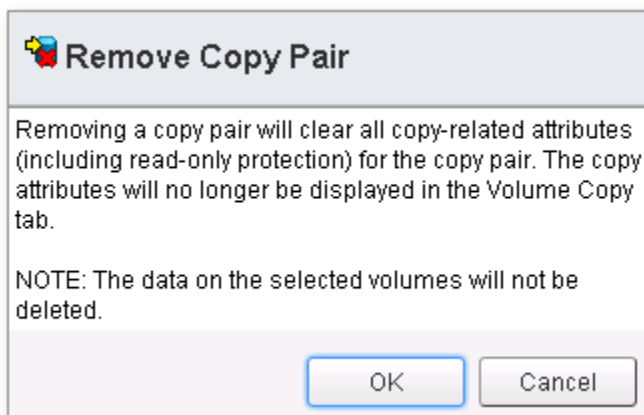 Remove Copy Pair
Removing a copy pair will clear all copy-related attributes
(including read-only protection) for the copy pair. The copy
attributes will no longer be displayed in the Volume Copy
tab.
NOTE: The data on the selected volumes will not be
deleted.
OK
Cancel